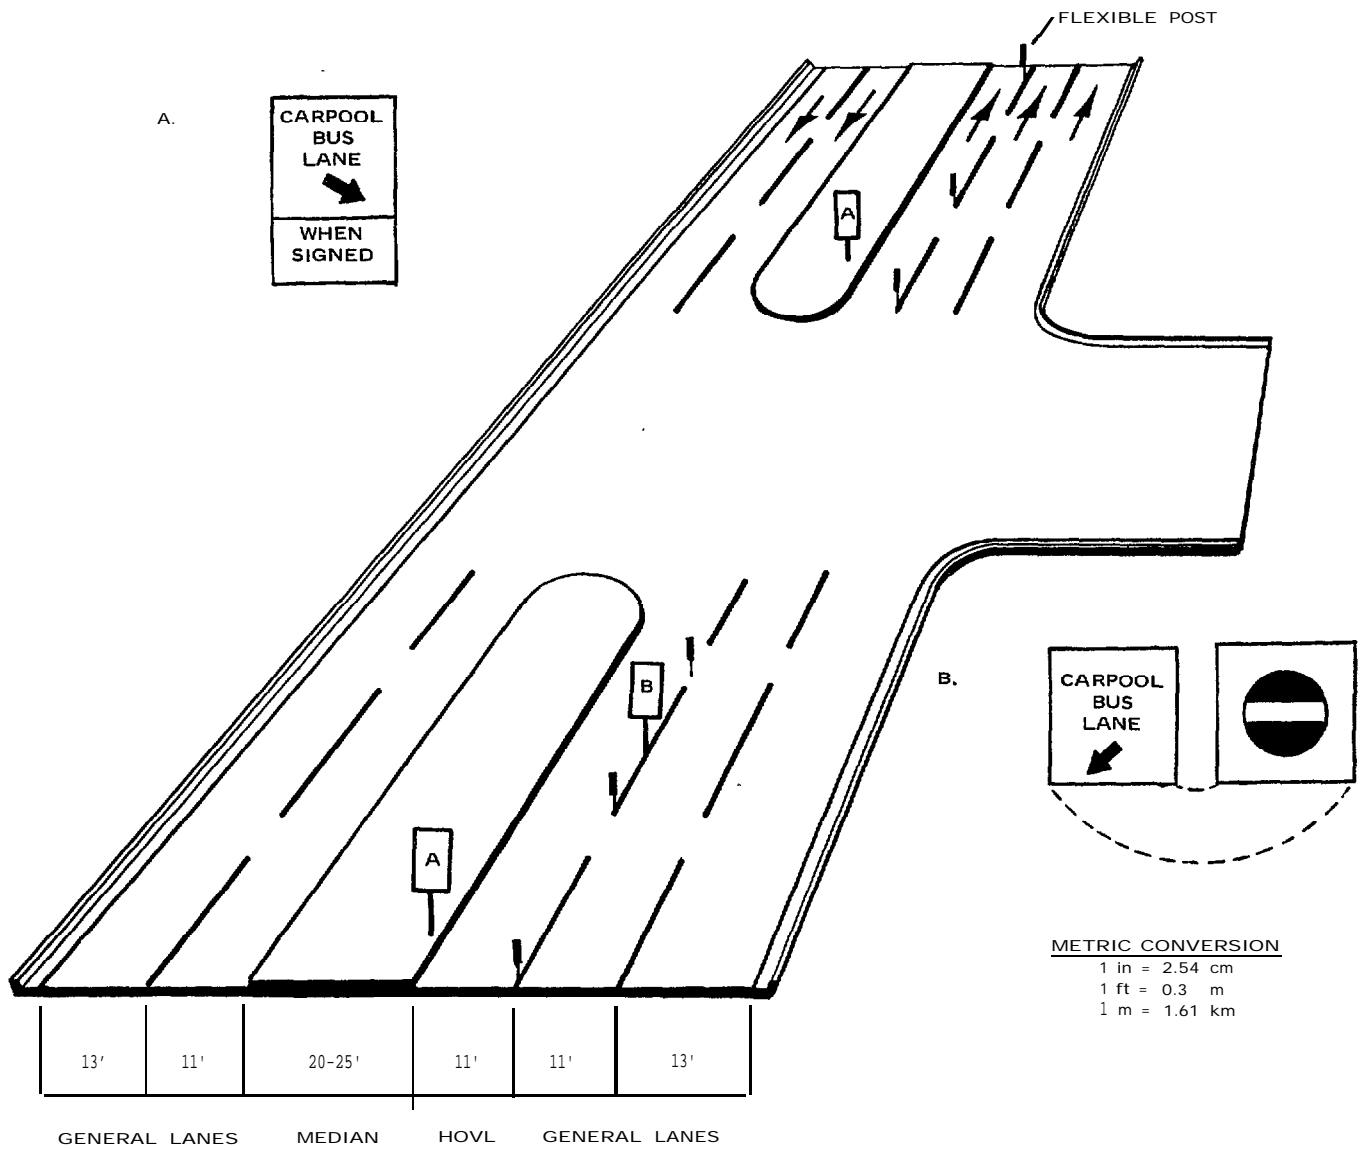 FLEXIBLE POST
A.
CARPOOL
BUS
LANE
WHEN
SIGNED
A
B
A
B.
CARPOOL
BUS
LANE
METRIC CONVERSION
1 in = 2.54 cm
1 ft = 0.3 m
1 m = 1.61 km
13' 11' 20-25' 11' 11' 13'
GENERAL LANES MEDIAN HOVL GENERAL LANES